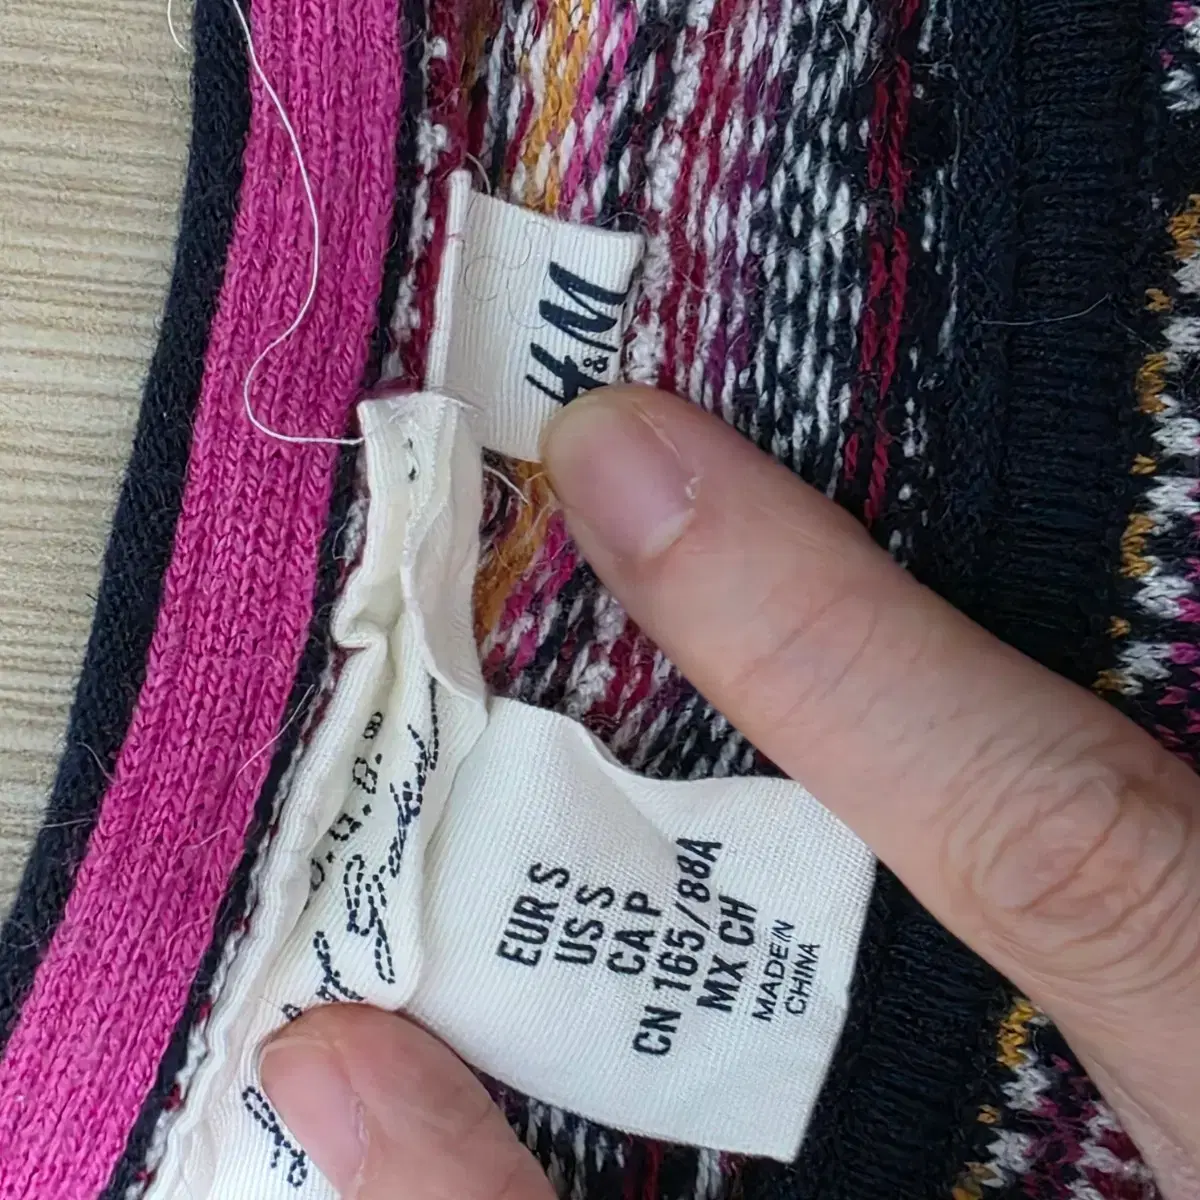 H&M
L.O.G.G.
EUR S
US S
CA P
CN 165/88A
MX CH
MADE IN
CHINA